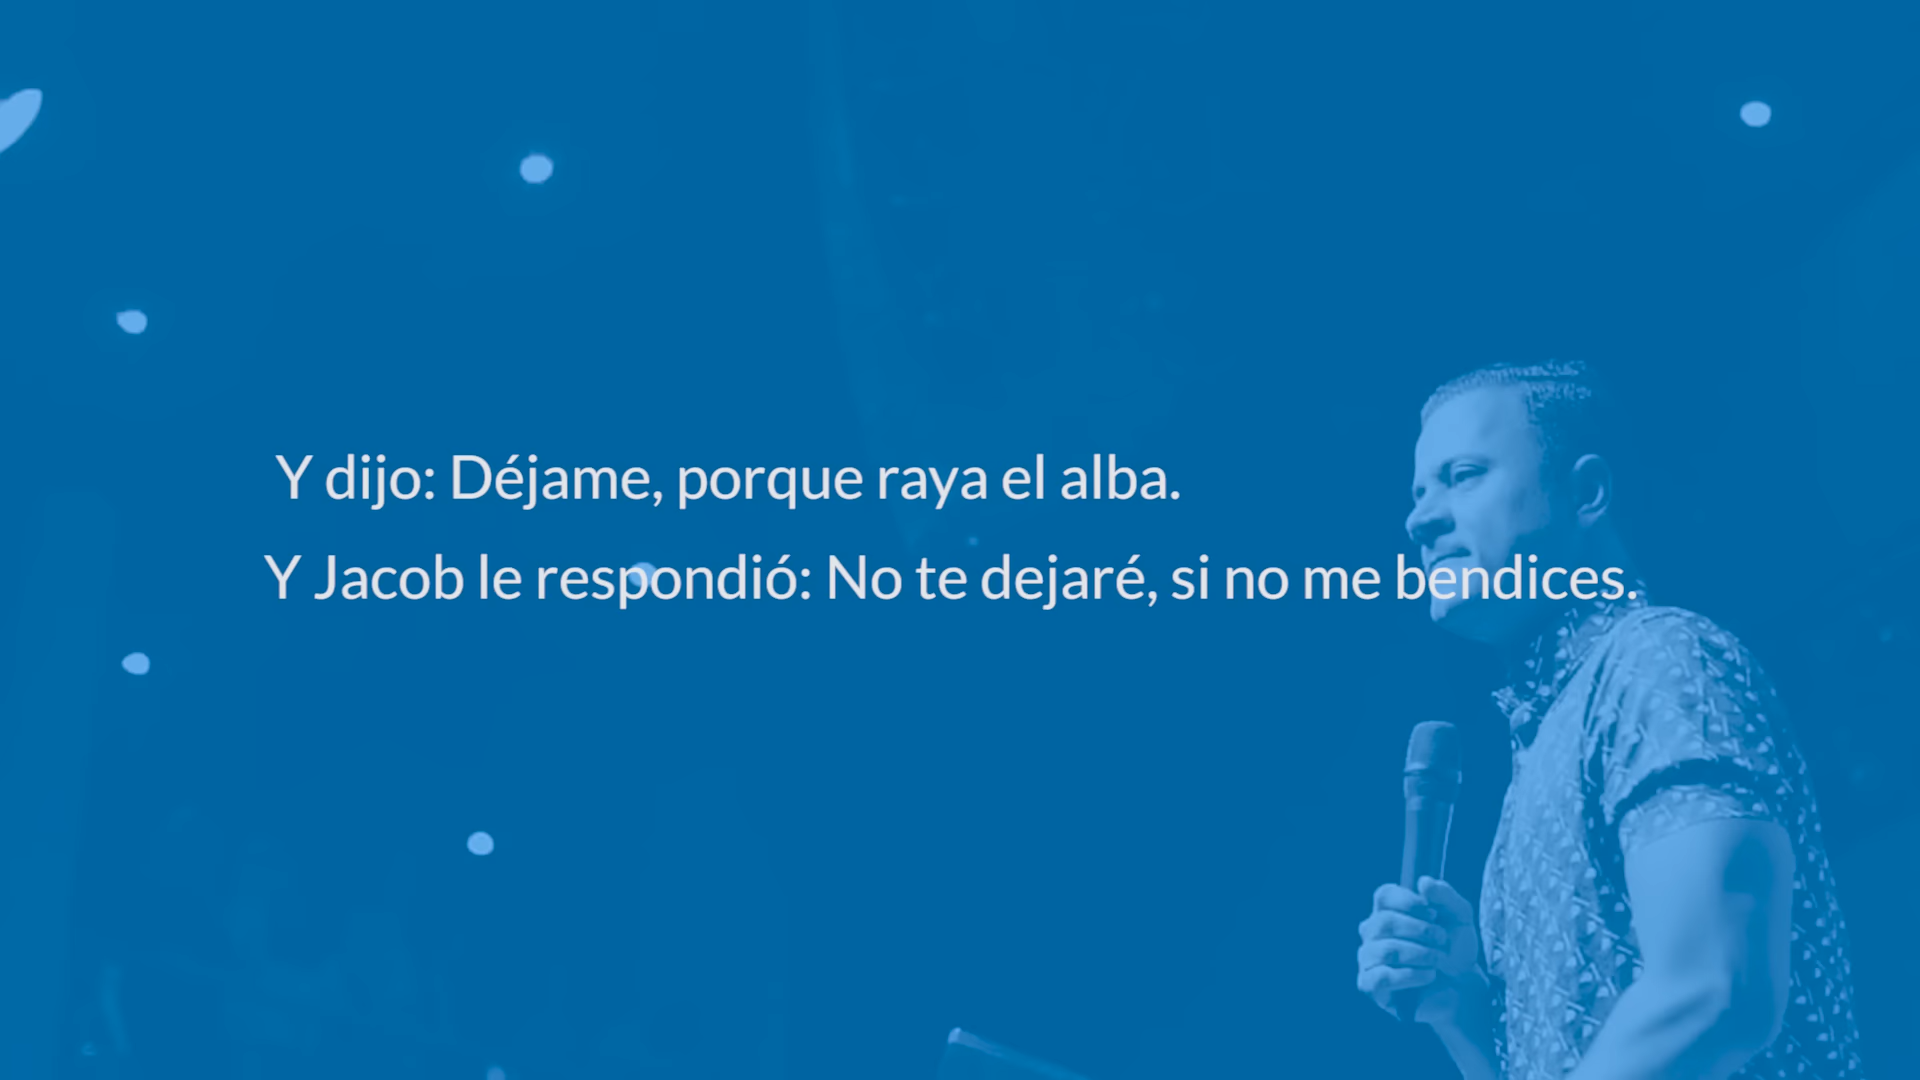 Y dijo: Déjame, porque raya el alba.
Y Jacob le respondió: No te dejaré, si no me bendices.